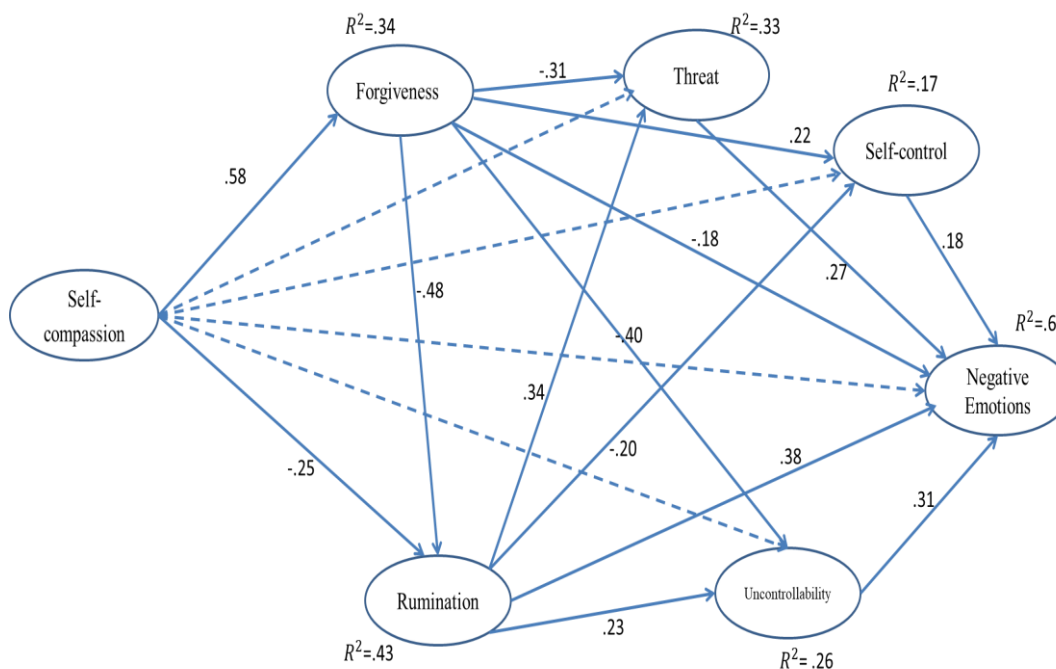 R²=.34
R²=.33
-.31
Forgiveness
Threat
R²=.17
.22
Self-control
.58
-.18
.18
.27
-.48
Self-
compassion
R²=.6
-.40
Negative
Emotions
.34
-.20
.38
-.25
.31
Rumination
Uncontrollability
.23
R²=.43
R² = .26